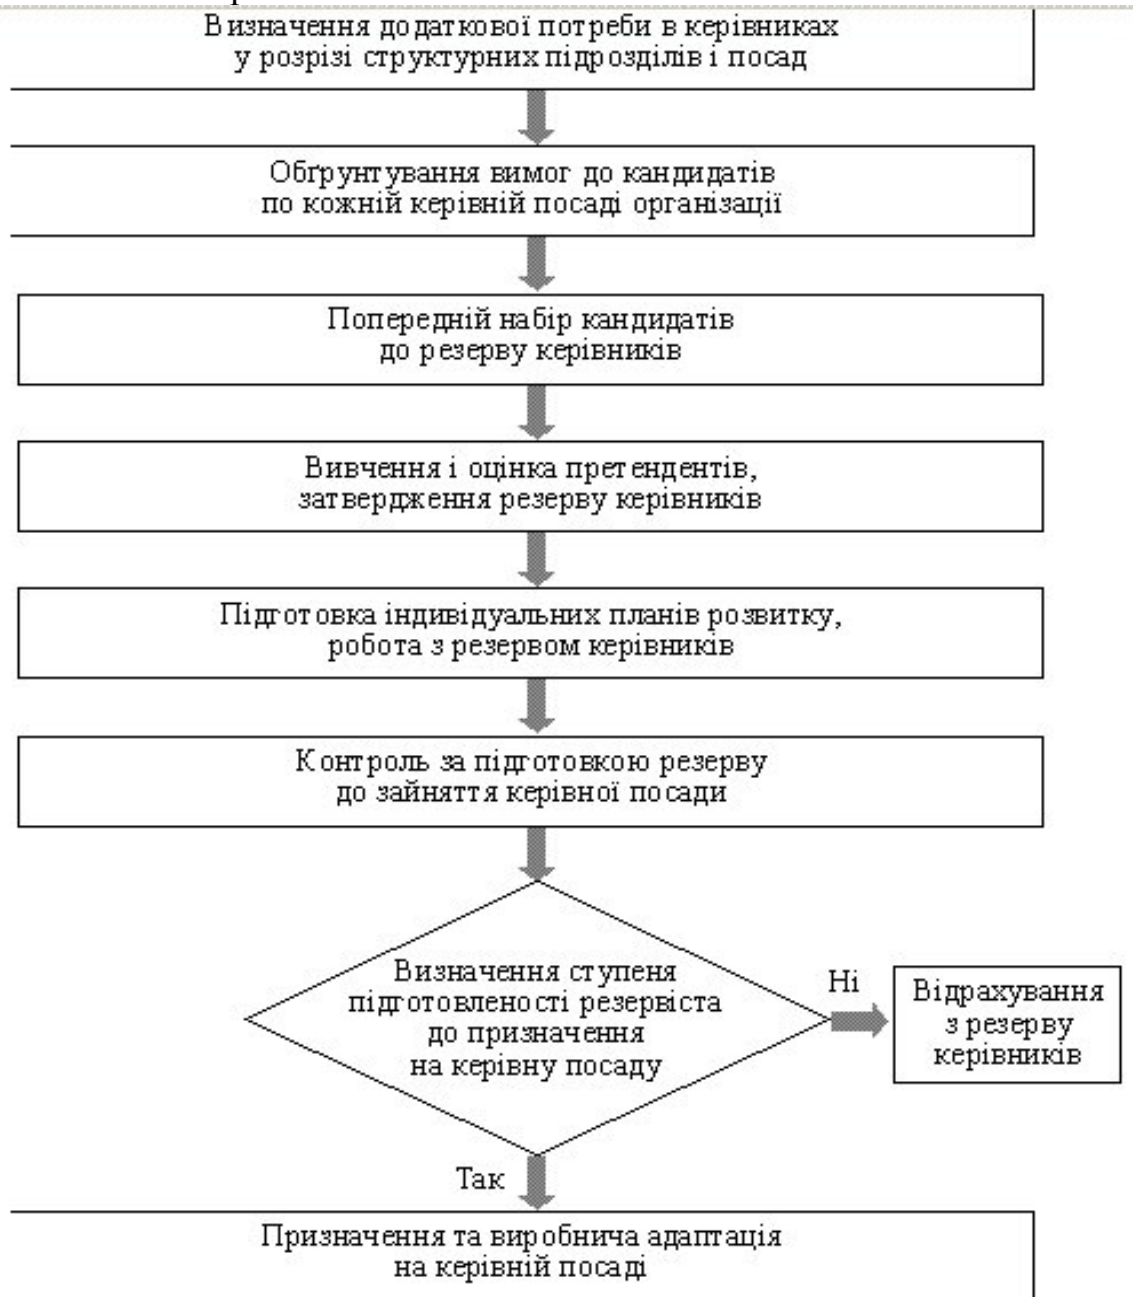 Визначення додаткової потреби в керівниках
у розрізі структурних підрозділів і посад
Обґрунтування вимог до кандидатів
по кожній керівній посаді організації
Попередній набір кандидатів
до резерву керівників
Вивчення і оцінка претендентів,
затвердження резерву керівників
Підготовка індивідуальних планів розвитку,
робота з резервом керівників
Контроль за підготовкою резерву
до зайняття керівної посади
Визначення ступеня
підготовленості резервіста
до призначення
на керівну посаду
Ні
Відрахування
з резерву
керівників
Так
Призначення та виробнича адаптація
на керівній посаді